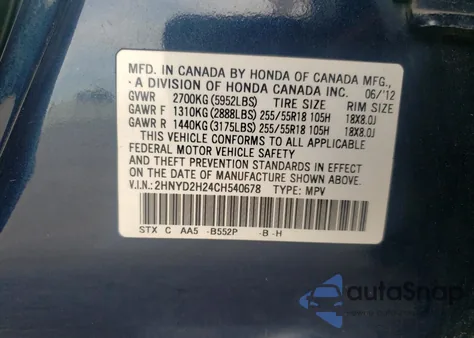 MFD. IN CANADA BY HONDA OF CANADA MFG.,
- A DIVISION OF HONDA CANADA INC. 06/'12
GVWR 2700KG (5952LBS) TIRE SIZE RIM SIZE
GAWR F 1310KG (2888LBS) 255/55R18 105H 18X8.0J
GAWR R 1440KG (3175LBS) 255/55R18 105H 18X8.0J
THIS VEHICLE CONFORMS TO ALL APPLICABLE
FEDERAL MOTOR VEHICLE SAFETY, BUMPER,
AND THEFT PREVENTION STANDARDS IN EFFECT
ON THE DATE OF MANUFACTURE SHOWN ABOVE.
V.I.N.: 2HNYD2H24CH540678 TYPE: MPV
STX C AA5 -B552P -B -H
autoSnap